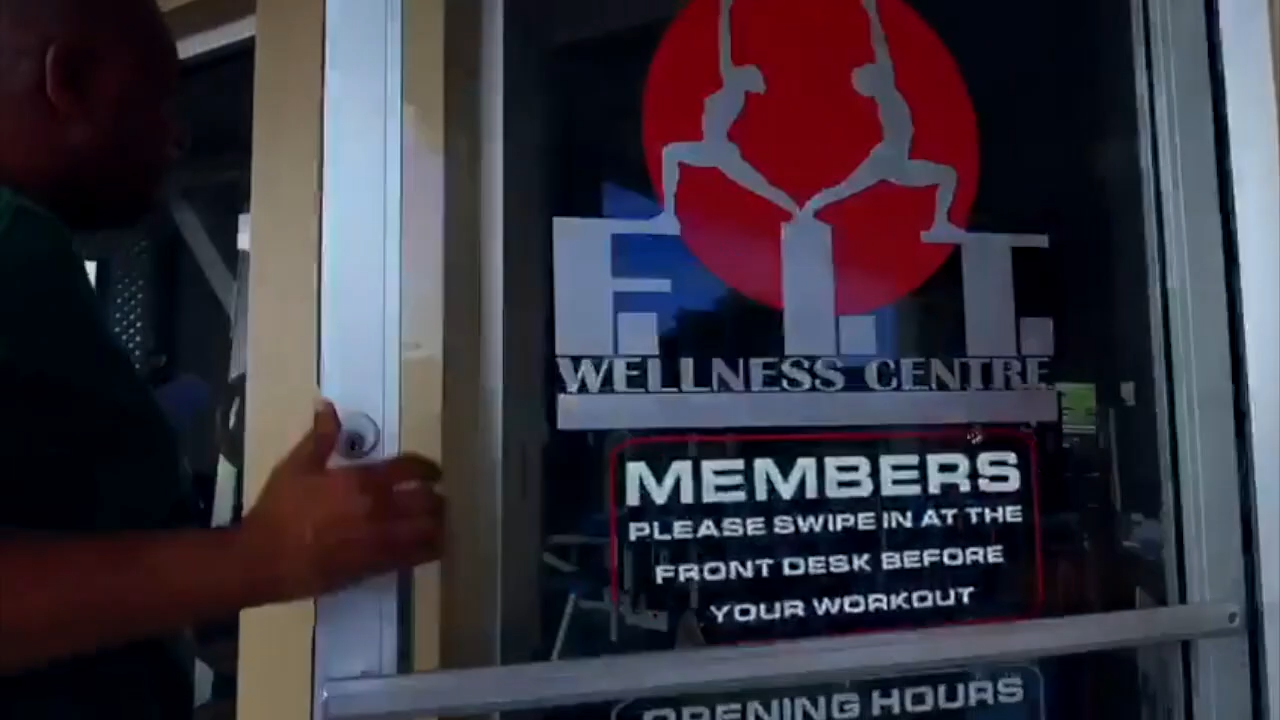 F.I.T.
WELLNESS CENTRE
MEMBERS
PLEASE SWIPE IN AT THE
FRONT DESK BEFORE
YOUR WORKOUT
OPENING HOURS